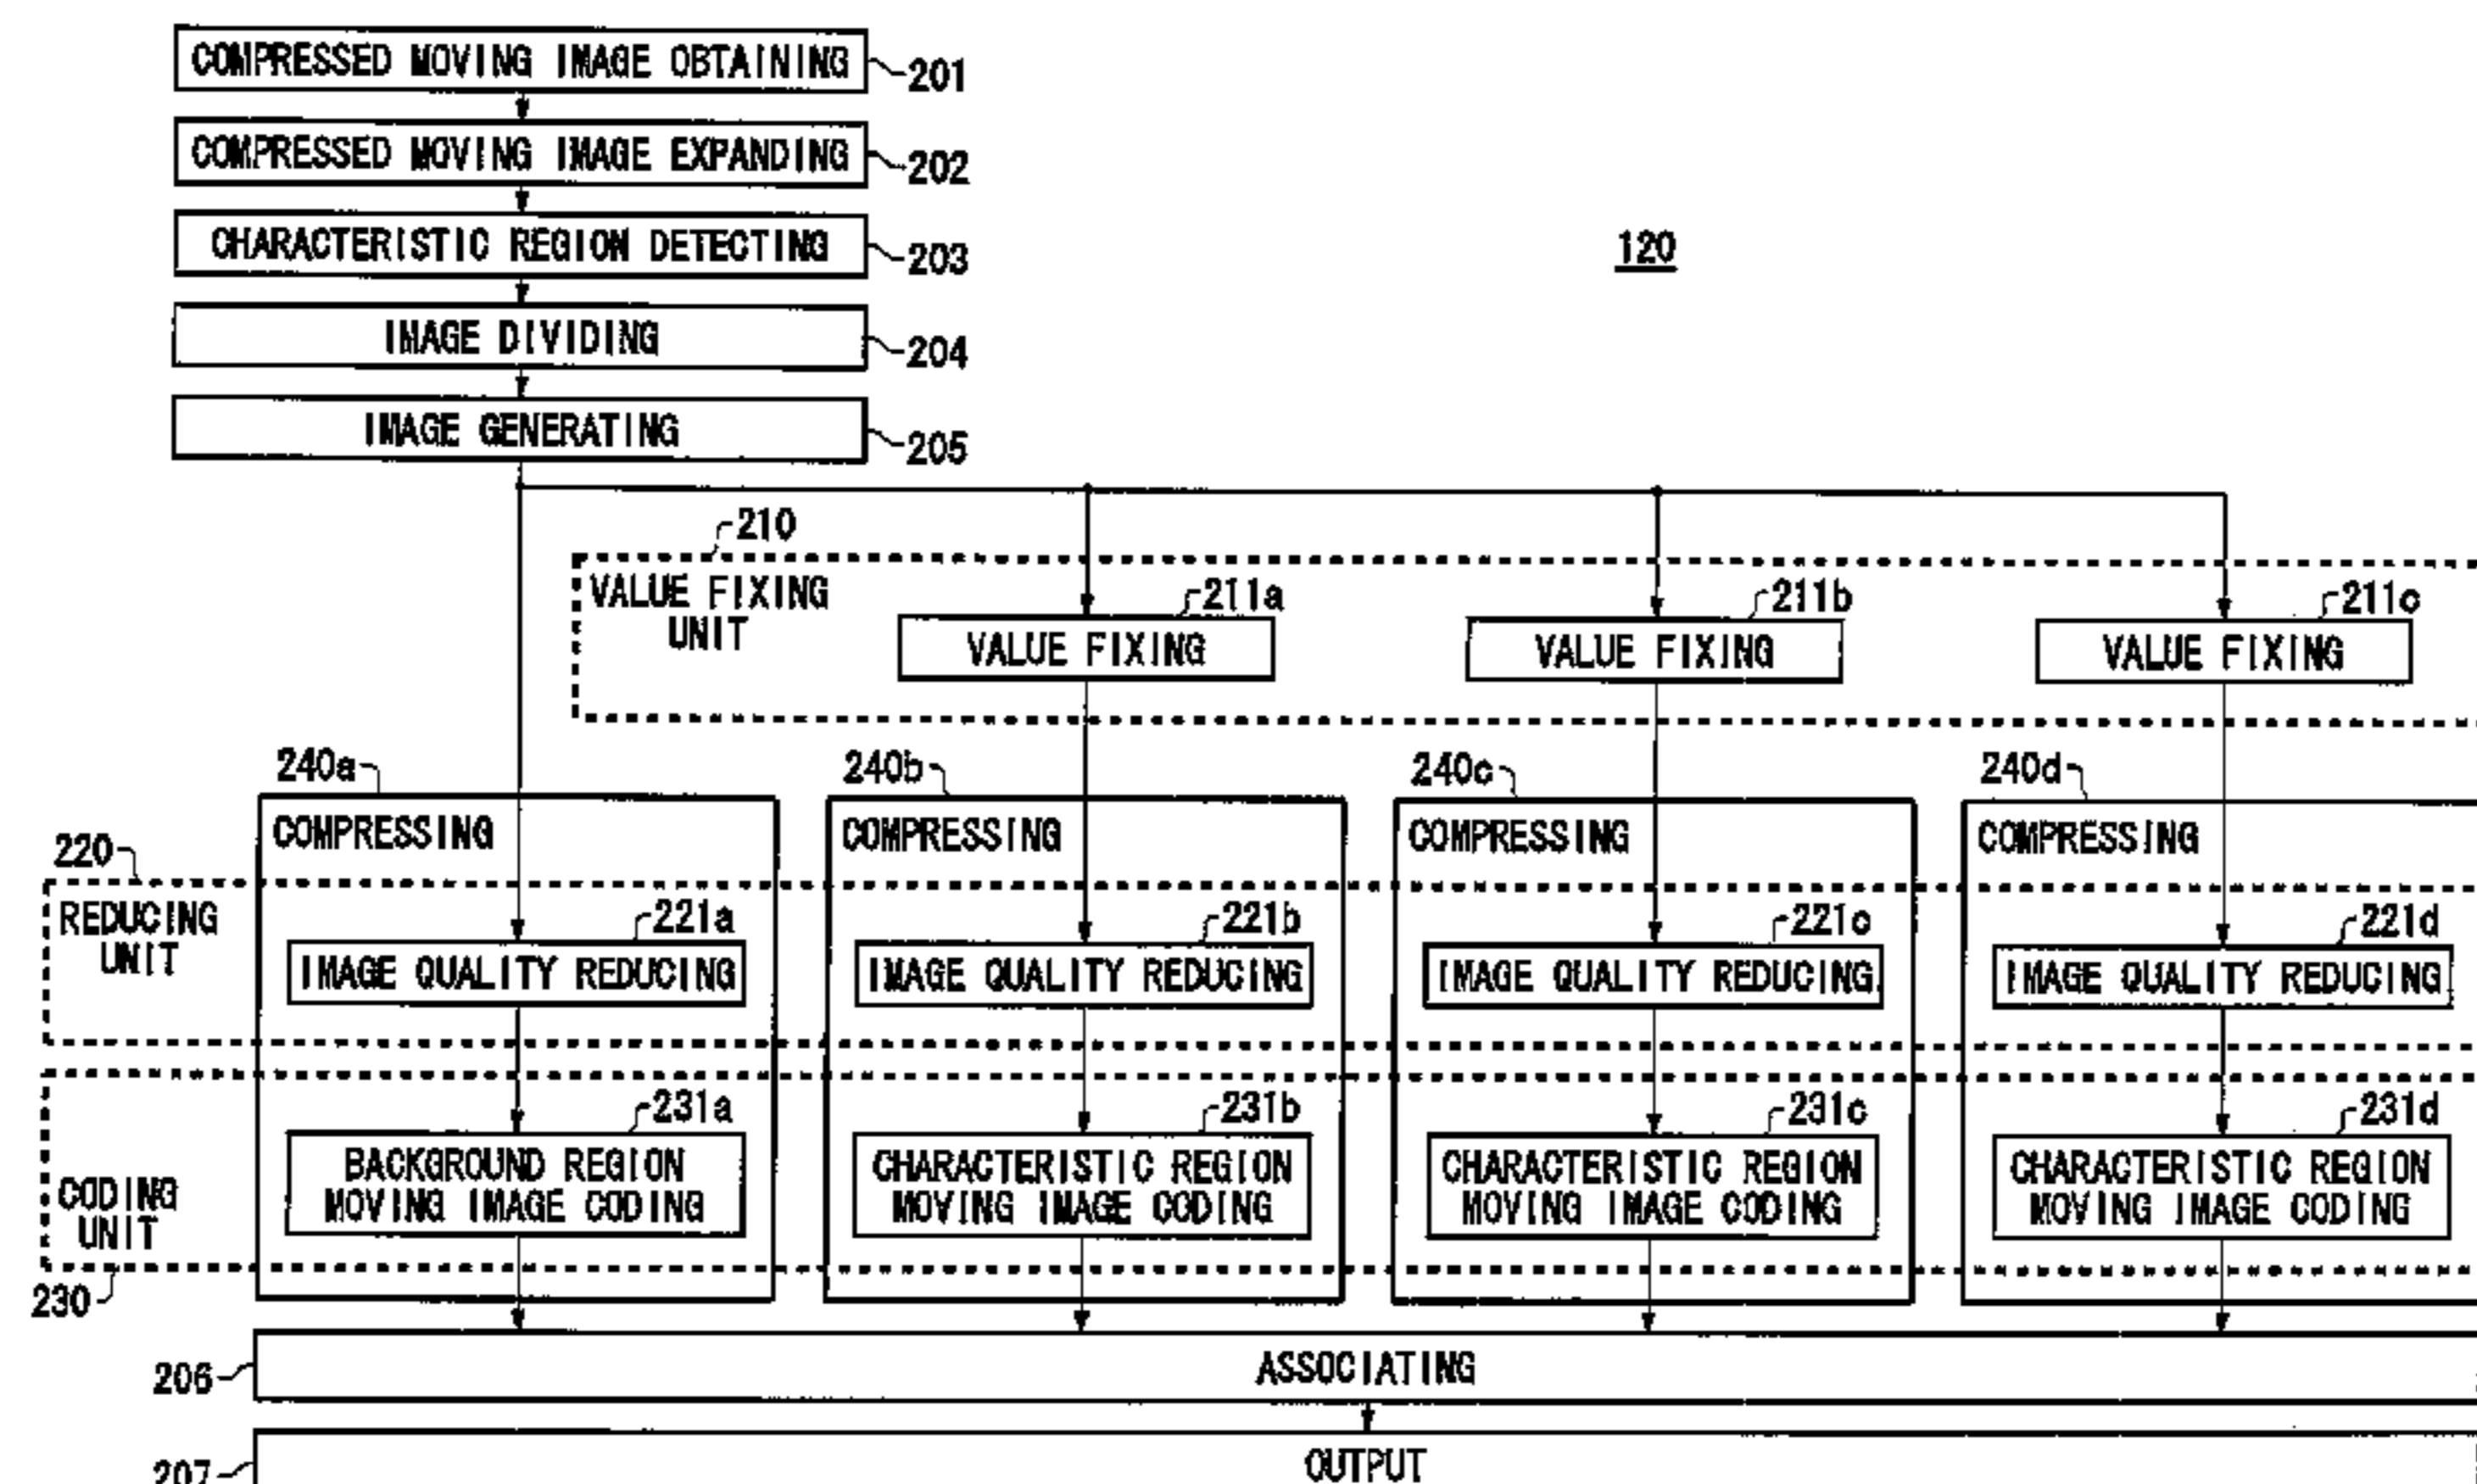 COMPRESSED MOVING IMAGE OBTAINING
201
COMPRESSED MOVING IMAGE EXPANDING
202
CHARACTERISTIC REGION DETECTING
203
120
IMAGE DIVIDING
204
IMAGE GENERATING
205
210
VALUE FIXING
UNIT
211a
VALUE FIXING
211b
VALUE FIXING
211c
VALUE FIXING
240a
240b
240c
240d
COMPRESSING
COMPRESSING
COMPRESSING
COMPRESSING
220
REDUCING
UNIT
221a
IMAGE QUALITY REDUCING
221b
IMAGE QUALITY REDUCING
221c
IMAGE QUALITY REDUCING
221d
IMAGE QUALITY REDUCING
CODING
UNIT
230
231a
BACKGROUND REGION
MOVING IMAGE CODING
231b
CHARACTERISTIC REGION
MOVING IMAGE CODING
231c
CHARACTERISTIC REGION
MOVING IMAGE CODING
231d
CHARACTERISTIC REGION
MOVING IMAGE CODING
206
ASSOCIATING
207
OUTPUT